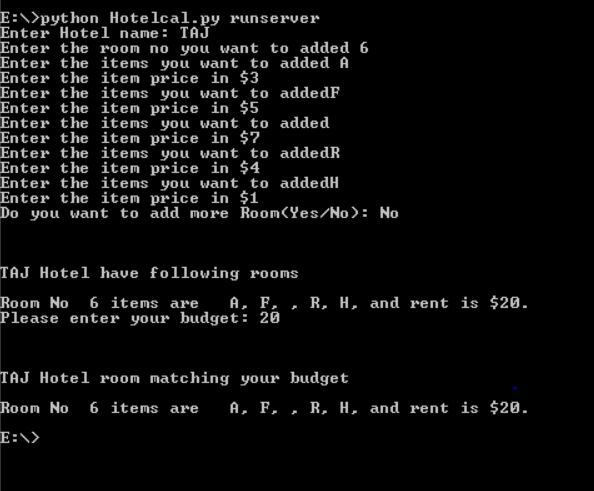 E:\>python Hotelcal.py runserver
Enter Hotel name: TAJ
Enter the room no you want to added 6
Enter the items you want to added A
Enter the item price in $3
Enter the items you want to addedF
Enter the item price in $5
Enter the items you want to added
Enter the item price in $7
Enter the items you want to addedR
Enter the item price in $4
Enter the items you want to addedH
Enter the item price in $1
Do you want to add more Room(Yes/No): No
TAJ Hotel have following rooms
Room No  6 items are   A, F, , R, H, and rent is $20.
Please enter your budget: 20
TAJ Hotel room matching your budget
Room No  6 items are   A, F, , R, H, and rent is $20.
E:\>